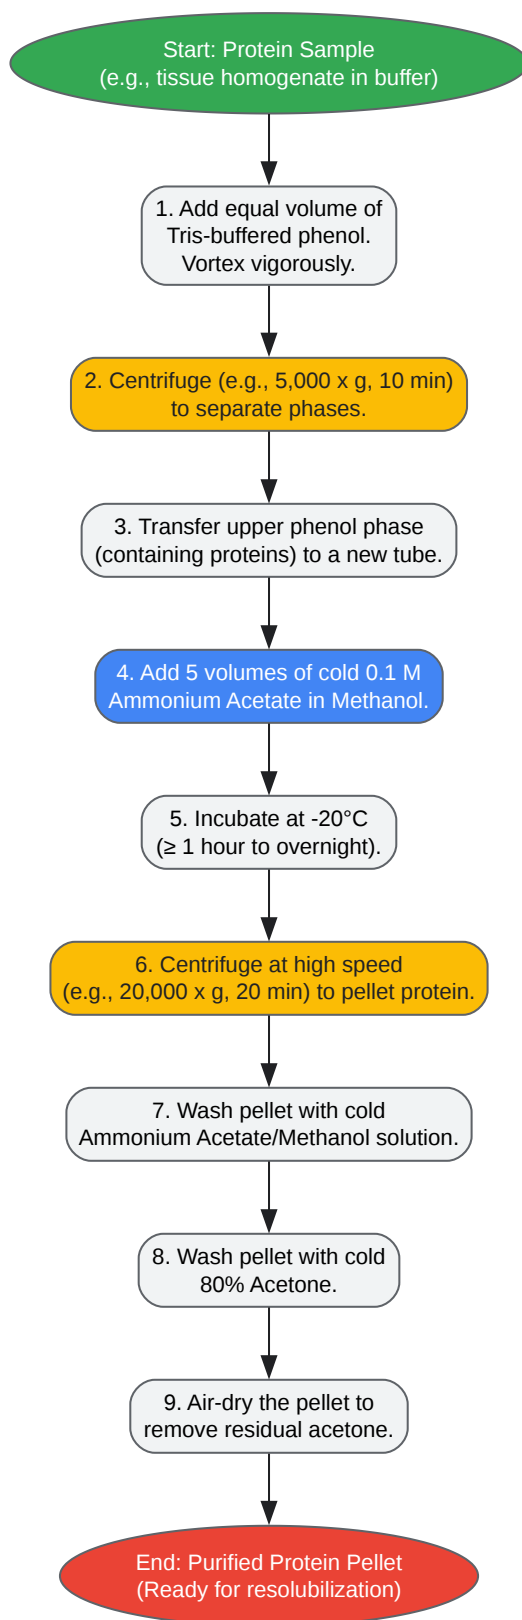 Start: Protein Sample
(e.g., tissue homogenate in buffer)
1. Add equal volume of
Tris-buffered phenol.
Vortex vigorously.
2. Centrifuge (e.g., 5,000 x g, 10 min)
to separate phases.
3. Transfer upper phenol phase
(containing proteins) to a new tube.
4. Add 5 volumes of cold 0.1 M
Ammonium Acetate in Methanol.
5. Incubate at -20°C
(≥ 1 hour to overnight).
6. Centrifuge at high speed
(e.g., 20,000 x g, 20 min) to pellet protein.
7. Wash pellet with cold
Ammonium Acetate/Methanol solution.
8. Wash pellet with cold
80% Acetone.
9. Air-dry the pellet to
remove residual acetone.
End: Purified Protein Pellet
(Ready for resolubilization)